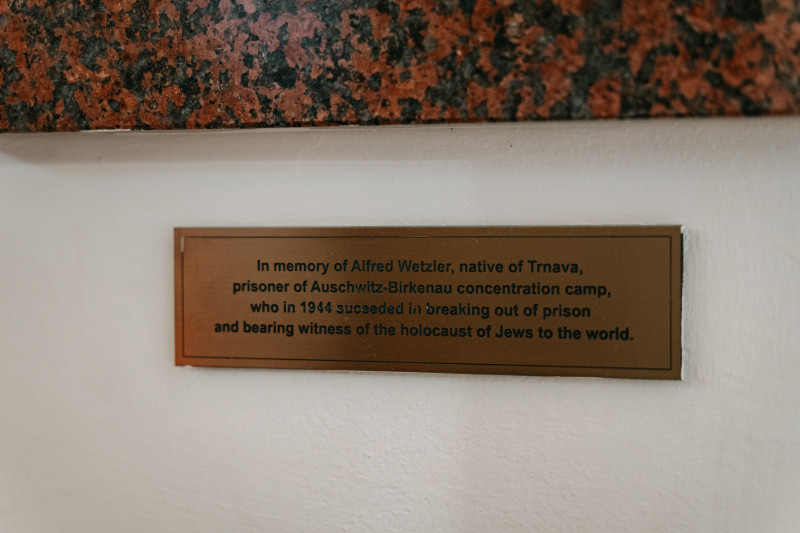 In memory of Alfred Wetzler, native of Trnava,
prisoner of Auschwitz-Birkenau concentration camp,
who in 1944 succeeded in breaking out of prison
and bearing witness of the holocaust of Jews to the world.